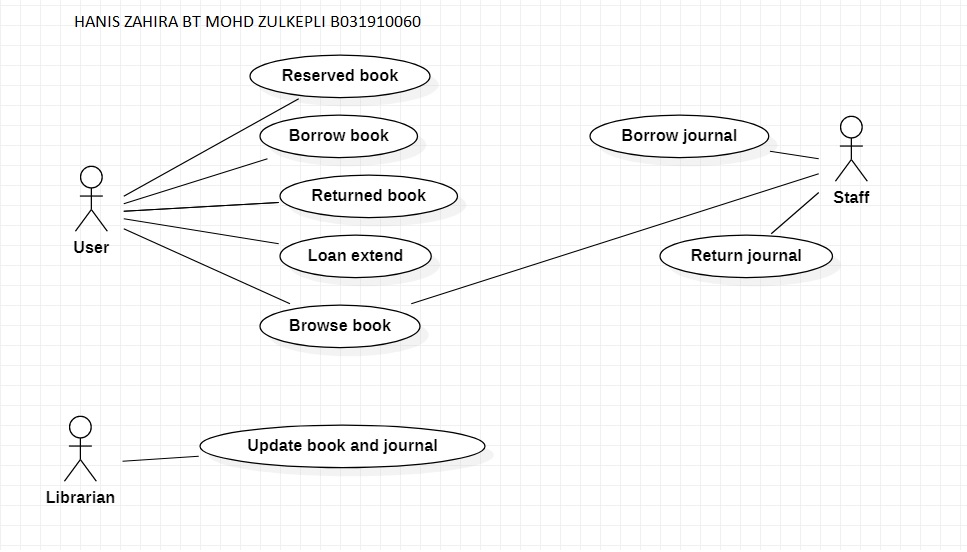 HANIS ZAHIRA BT MOHD ZULKEPLI B031910060
Reserved book
Borrow book
Borrow journal
Returned book
Staff
User
Loan extend
Return journal
Browse book
Update book and journal
Librarian